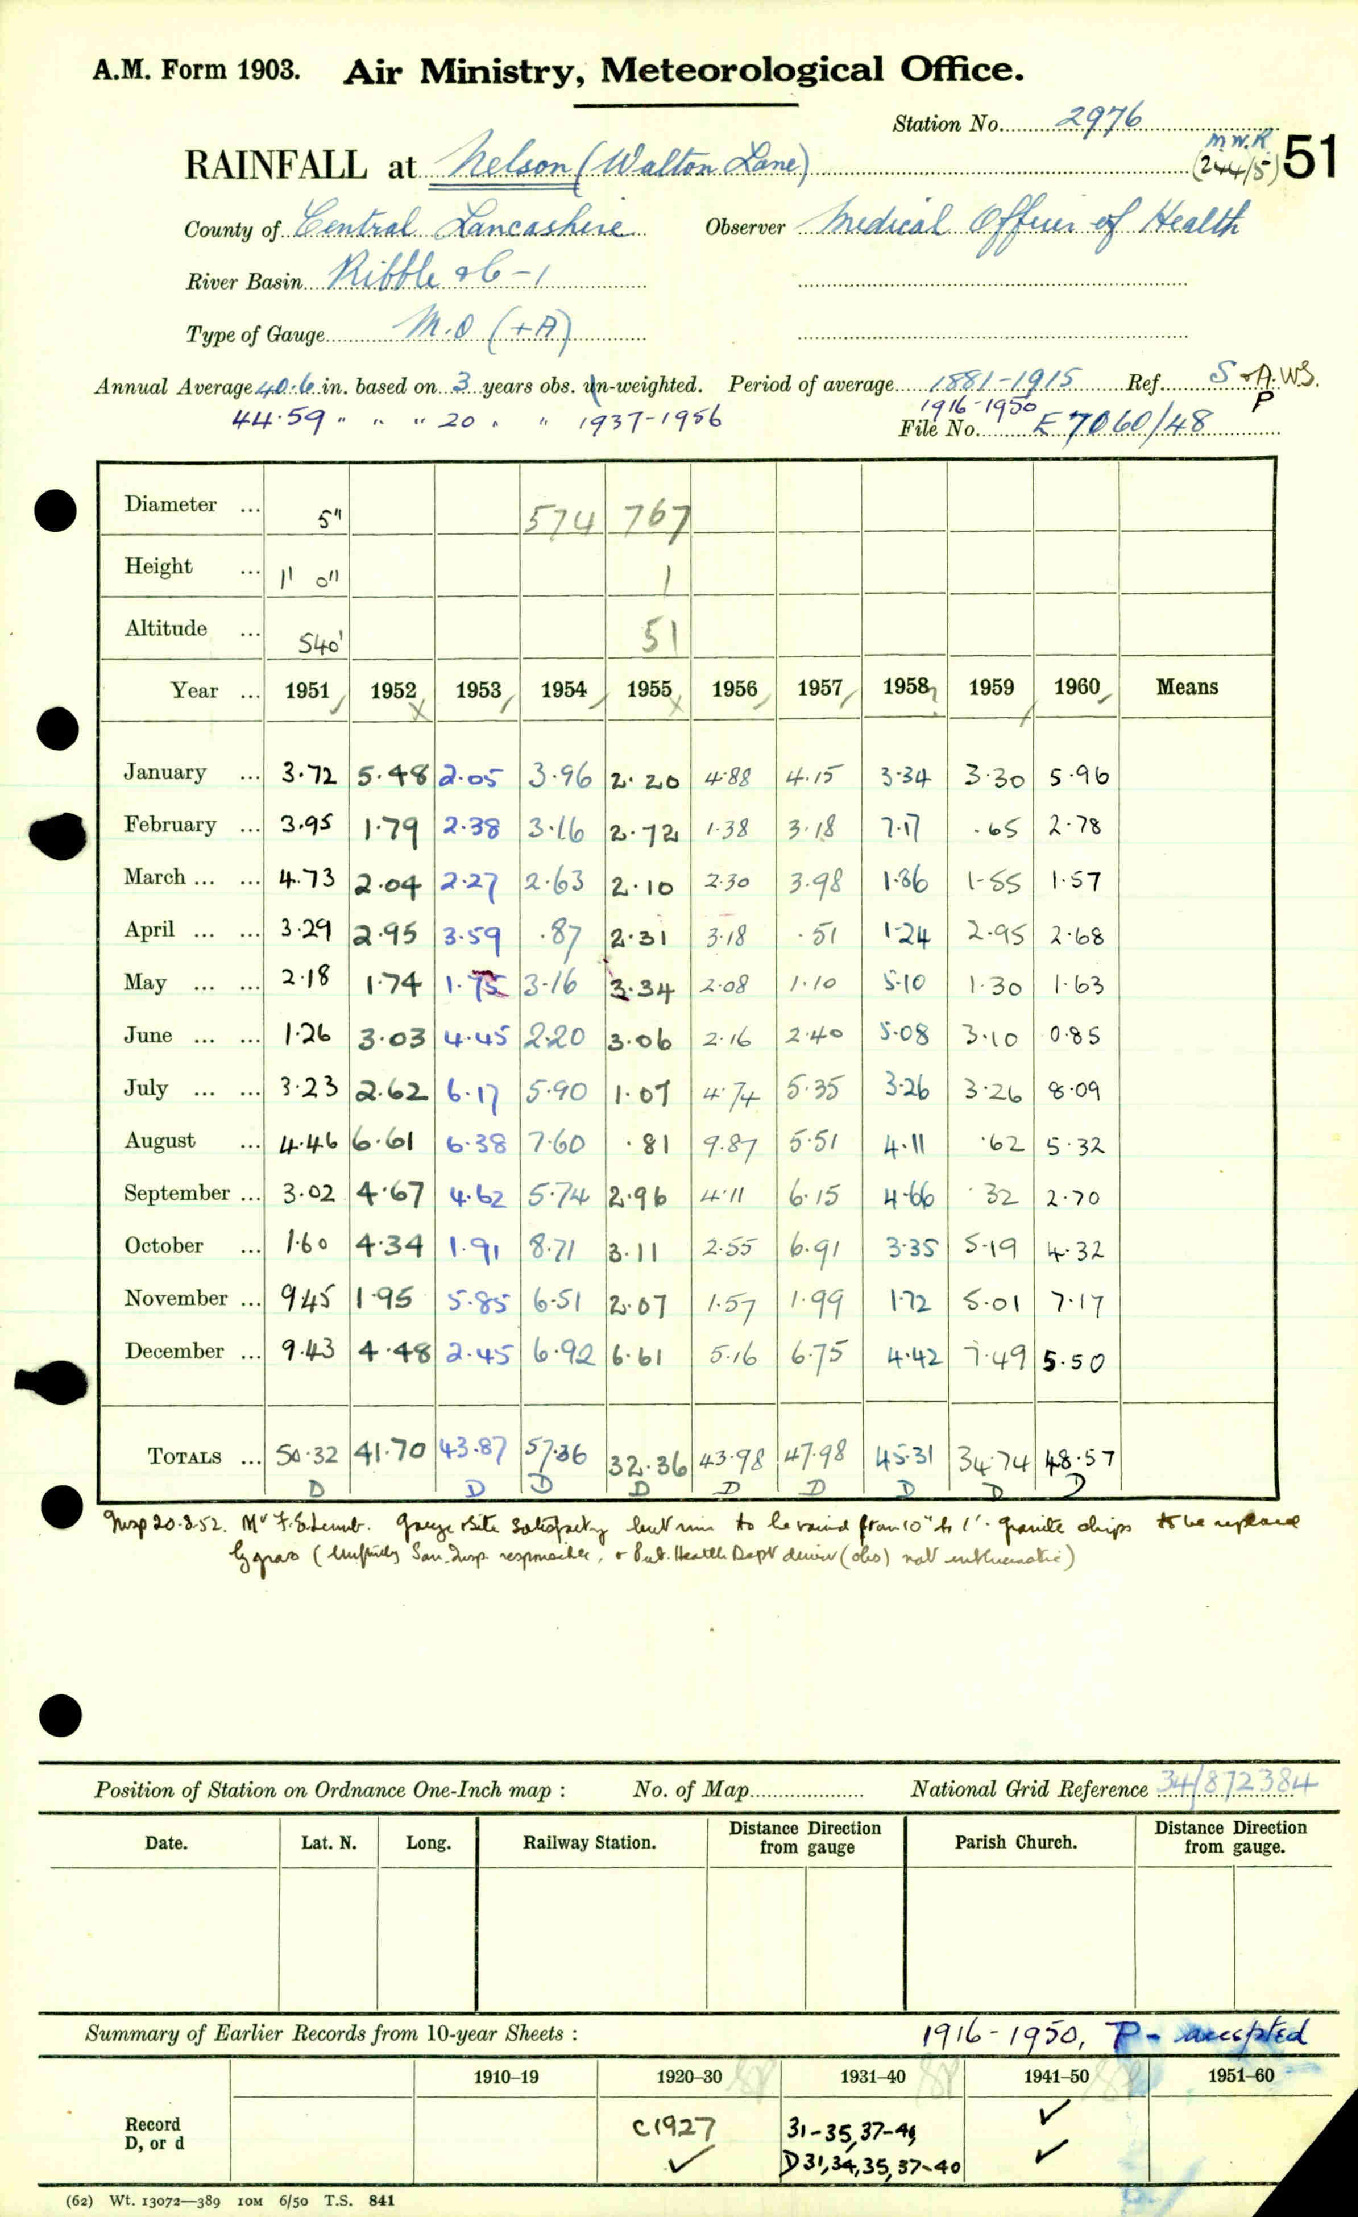 A.M. Form 1903. Air Ministry, Meteorological Office.
Station No. 2976
M.W.R
RAINFALL at Nelson (Walton Lane) (244/5) 51
County of Central Lancashire Observer Medical Officer of Health
River Basin Ribble &c - 1
Type of Gauge M.O (+A)
Annual Average 40.6 in. based on 3 years obs. un-weighted. Period of average 1881-1915 Ref. S & A.W.S.
44.59 " " " 20 " " 1937-1956 1916-1950 P
File No. E 7060/48
Diameter ... 5" 574 767
Height ... 1' 0" 1
Altitude ... 540' 51
Year ... 1951 1952 1953 1954 1955 1956 1957 1958 1959 1960 Means
January ... 3.72 5.48 2.05 3.96 2.20 4.88 4.15 3.34 3.30 5.96
February ... 3.95 1.79 2.38 3.16 2.72 1.38 3.18 7.17 .65 2.78
March ... ... 4.73 2.04 2.27 2.63 2.10 2.30 3.98 1.36 1.55 1.57
April ... ... 3.29 2.95 3.59 .87 2.31 3.18 .51 1.24 2.95 2.68
May ... ... 2.18 1.74 1.75 3.16 3.34 2.08 1.10 5.10 1.30 1.63
June ... ... 1.26 3.03 4.45 2.20 3.06 2.16 2.40 5.08 3.10 0.85
July ... ... 3.23 2.62 6.17 5.90 1.07 4.74 5.35 3.26 3.26 8.09
August ... 4.46 6.61 6.38 7.60 .81 9.87 5.51 4.11 .62 5.32
September ... 3.02 4.67 4.62 5.74 2.96 4.11 6.15 4.66 .32 2.70
October ... 1.60 4.34 1.91 8.71 3.11 2.55 6.91 3.35 5.19 4.32
November ... 9.45 1.95 5.85 6.51 2.07 1.57 1.99 1.72 5.01 7.17
December ... 9.43 4.48 2.45 6.92 6.61 5.16 6.75 4.42 7.49 5.50
TOTALS ... 50.32 41.70 43.87 57.36 32.36 43.98 47.98 45.31 34.74 48.57
D D D D D D D D D
Insp 20.8.52. Mr F. S. Lumb. Gauge & site satisfactory but rim to be raised from 10" to 1'. granite chips to be replaced
by grass ( San. Insp. responsible, & Pub. Health Dept (obs) not enthusiastic)
Position of Station on Ordnance One-Inch map : No. of Map National Grid Reference 34/872384
Date. Lat. N. Long. Railway Station. Distance Direction from gauge Parish Church. Distance Direction from gauge.
Summary of Earlier Records from 10-year Sheets : 1916-1950, P - accepted
1910–19 1920–30 1931–40 1941–50 1951–60
Record c1927 31-35, 37-40, ✓
D, or d ✓ D31,34,35,37-40 ✓
(62) Wt. 13072—389 10M 6/50 T.S. 841